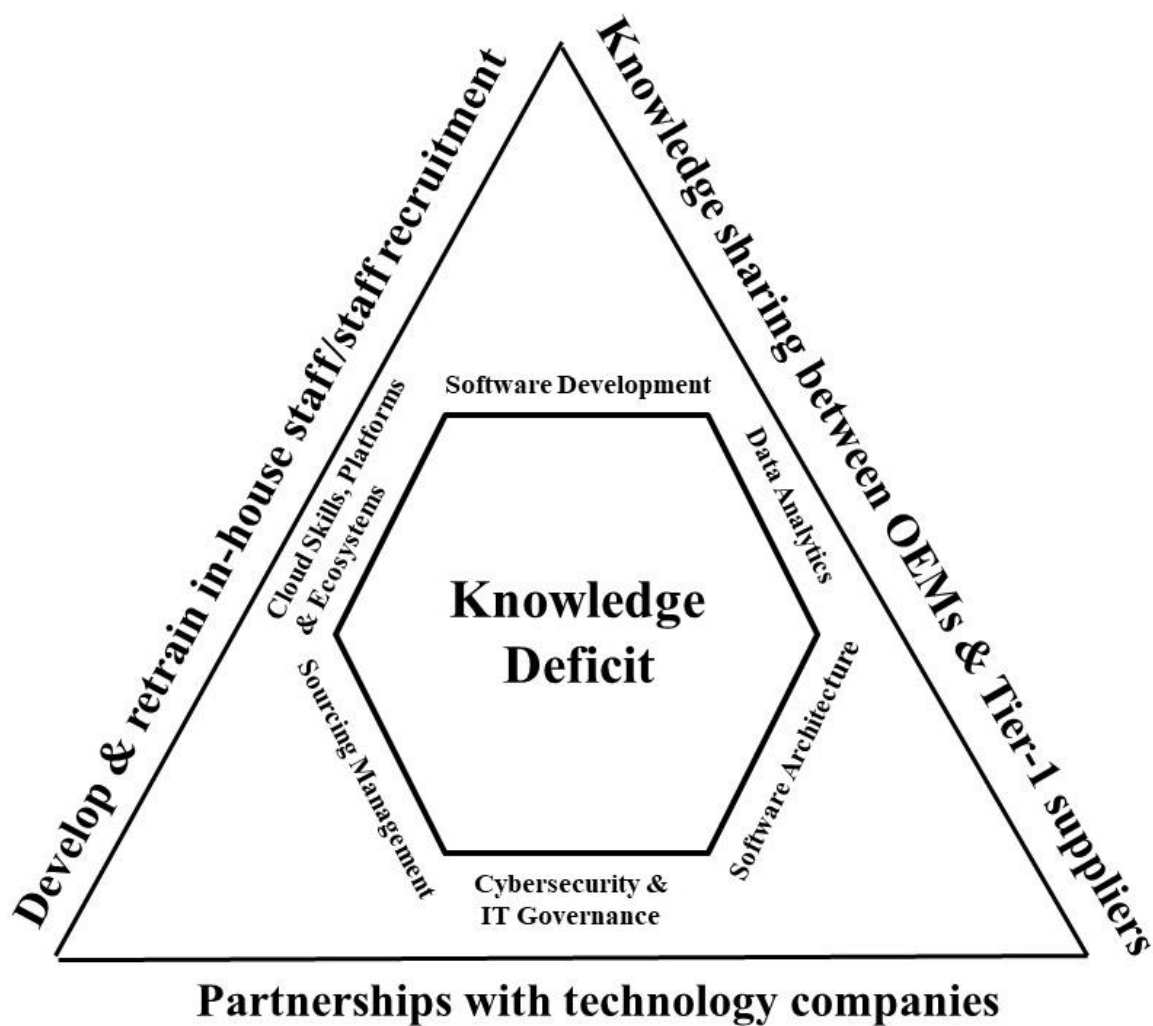 Develop & retrain in-house staff/staff recruitment
Knowledge sharing between OEMs & Tier-1 suppliers
Software Development
Cloud Skills, Platforms
& Ecosystems
Data Analytics
Knowledge
Deficit
Sourcing Management
Software Architecture
Cybersecurity &
IT Governance
Partnerships with technology companies